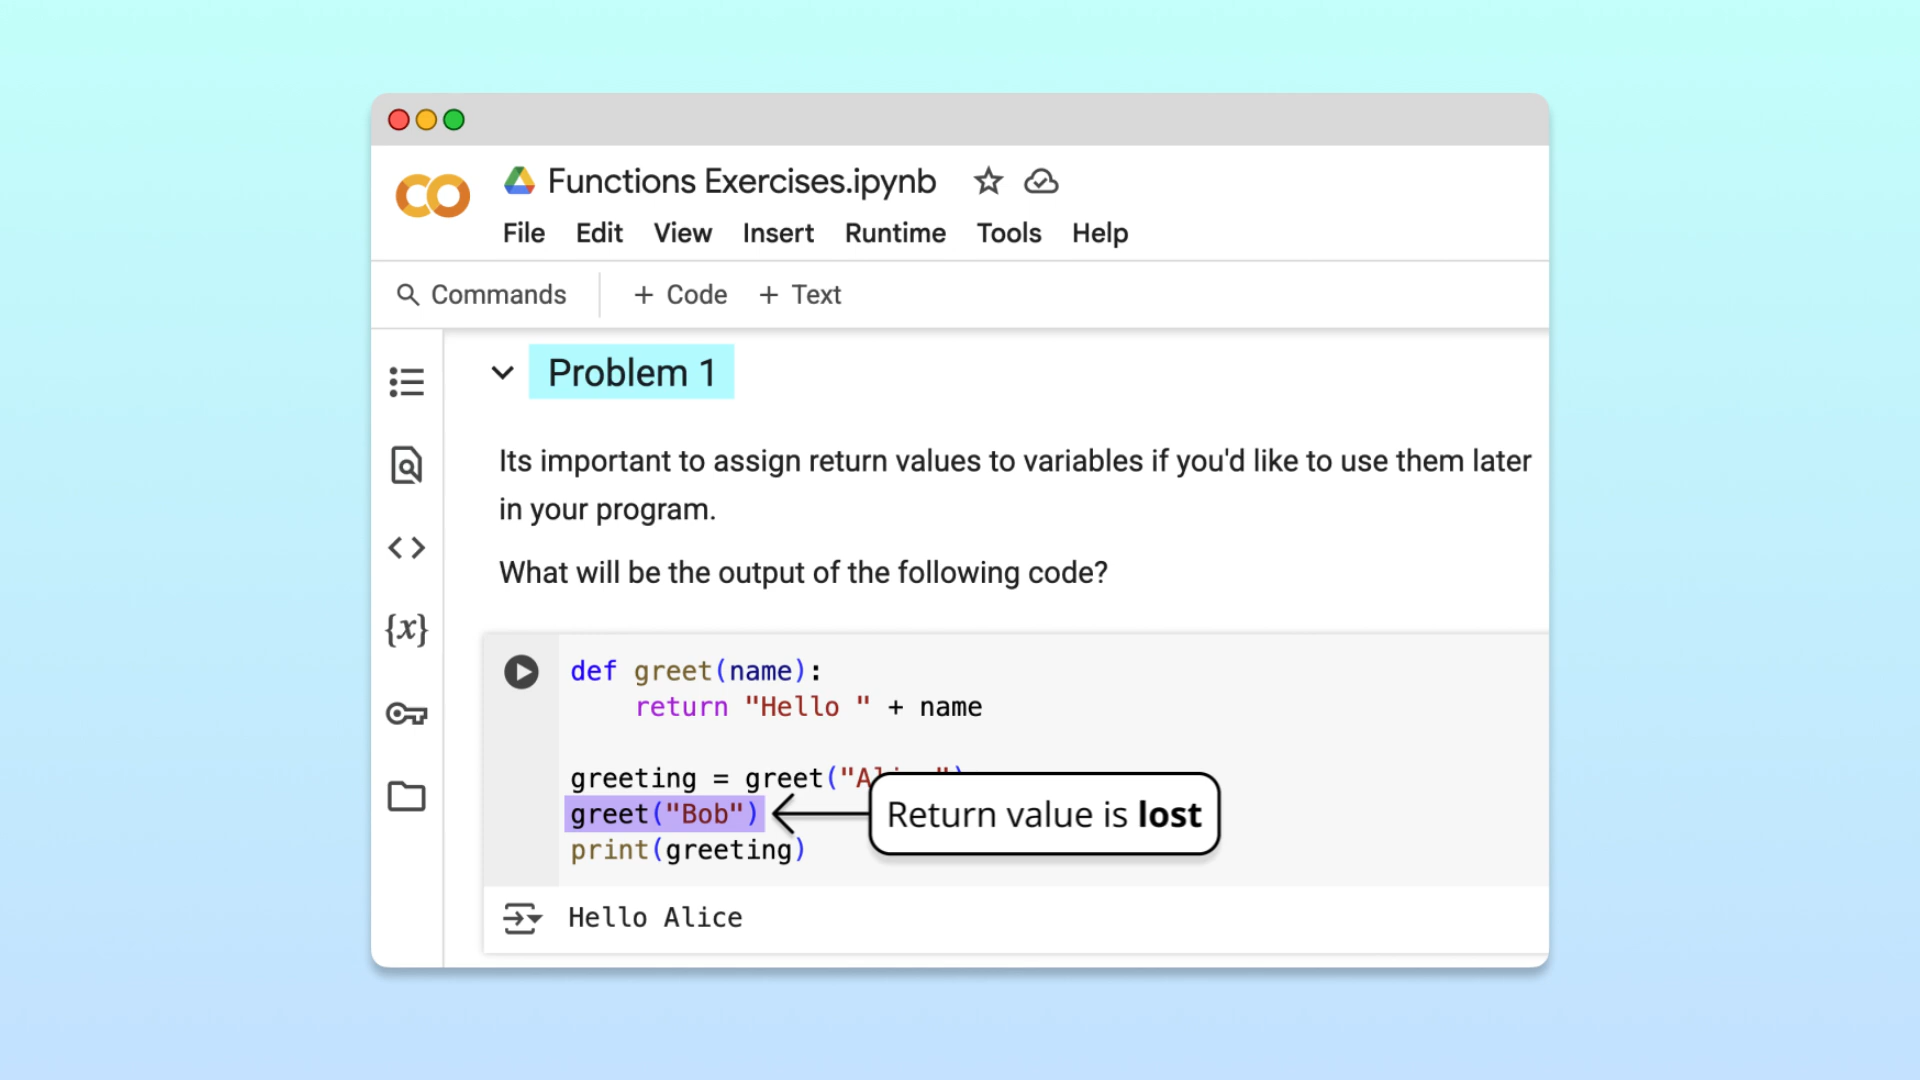 Functions Exercises.ipynb
File Edit View Insert Runtime Tools Help
Commands + Code + Text
Problem 1
Its important to assign return values to variables if you'd like to use them later
in your program.
What will be the output of the following code?
{x}
def greet(name):
    return "Hello " + name
greeting = greet("
greet("Bob")
Return value is lost
print(greeting)
Hello Alice